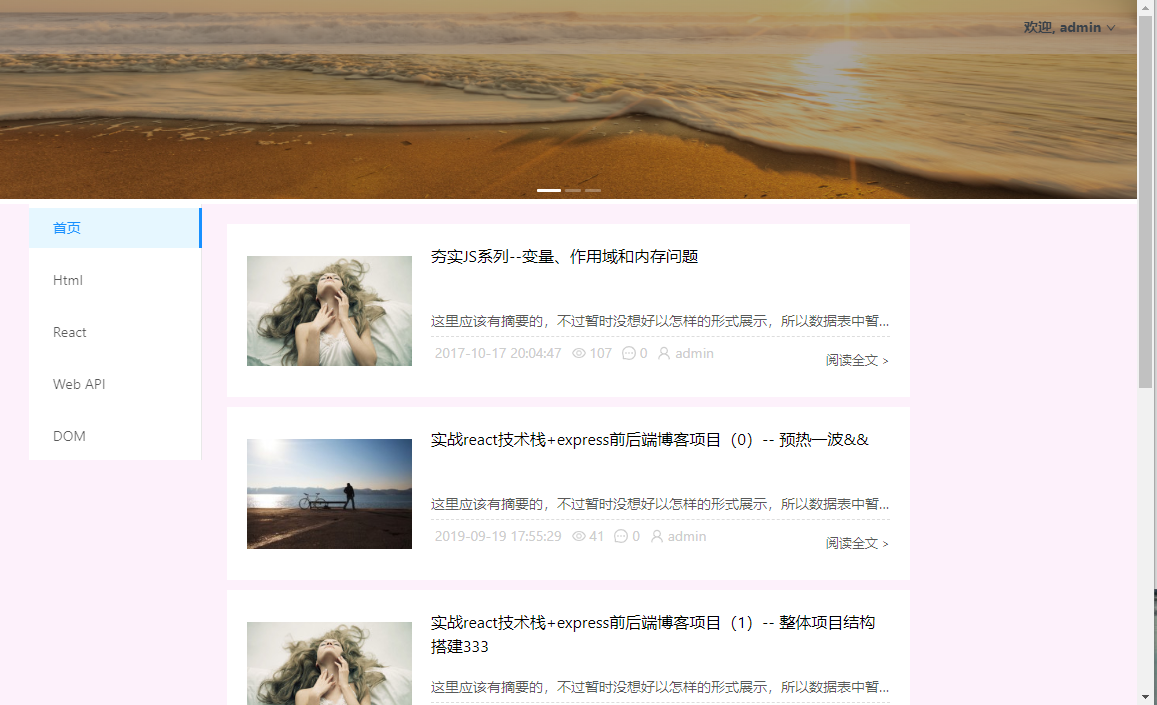 欢迎, admin
首页
Html
React
Web API
DOM
夯实JS系列--变量、作用域和内存问题
这里应该有摘要的，不过暂时没想好以怎样的形式展示，所以数据表中暂...
2017-10-17 20:04:47 107 0 admin
阅读全文 >
实战react技术栈+express前后端博客项目（0）-- 预热一波&&
这里应该有摘要的，不过暂时没想好以怎样的形式展示，所以数据表中暂...
2019-09-19 17:55:29 41 0 admin
阅读全文 >
实战react技术栈+express前后端博客项目（1）-- 整体项目结构
搭建333
这里应该有摘要的，不过暂时没想好以怎样的形式展示，所以数据表中暂...